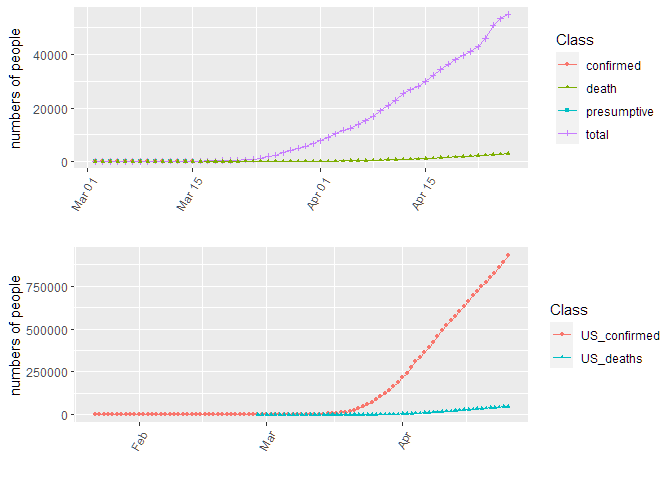 numbers of people
40000
20000
0
Mar 01
Mar 15
Apr 01
Apr 15
Class
confirmed
death
presumptive
total
numbers of people
750000
500000
250000
0
Feb
Mar
Apr
Class
US_confirmed
US_deaths